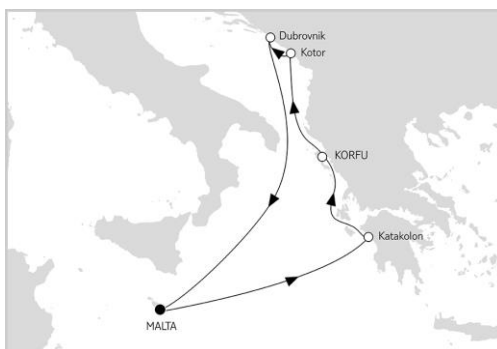 Dubrovnik
Kotor
KORFU
Katakolon
MALTA